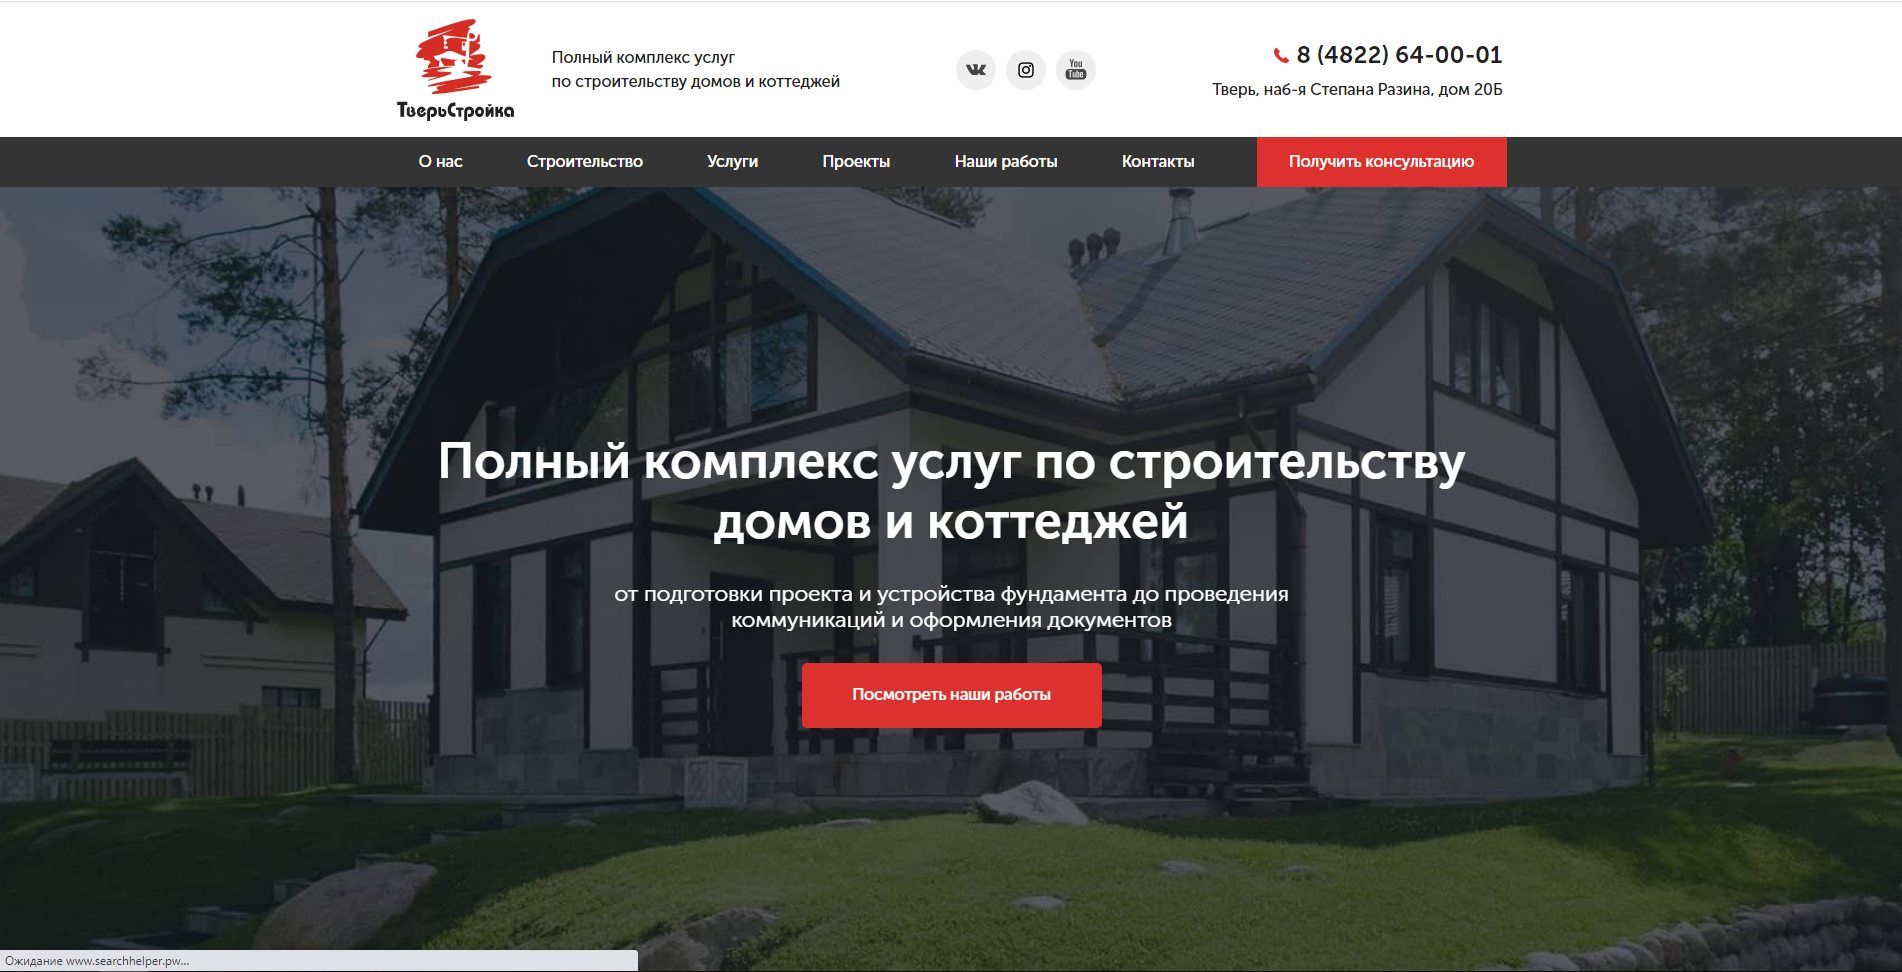 ТверьСтройка
Полный комплекс услуг
по строительству домов и коттеджей
You
Tube
8 (4822) 64-00-01
Тверь, наб-я Степана Разина, дом 20Б
О нас
Строительство
Услуги
Проекты
Наши работы
Контакты
Получить консультацию
Полный комплекс услуг по строительству
домов и коттеджей
от подготовки проекта и устройства фундамента до проведения
коммуникаций и оформления документов
Посмотреть наши работы
Ожидание www.searchhelper.pw...